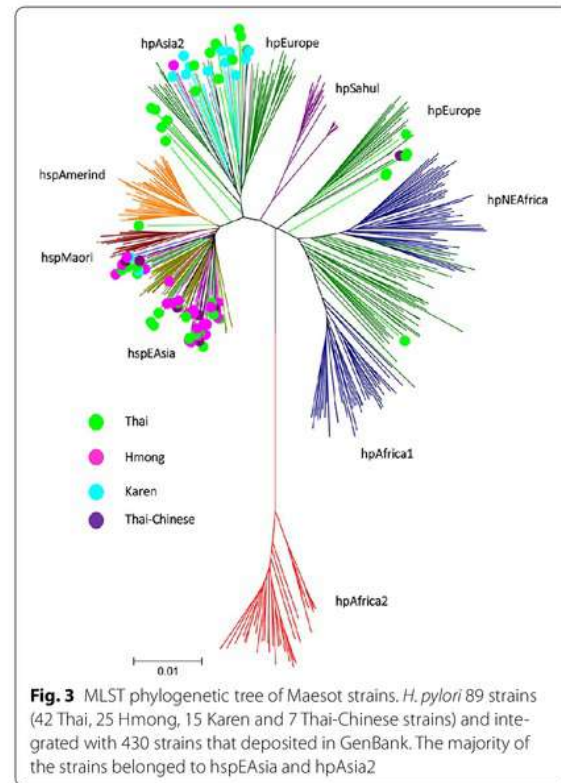 hpAsia2
hpEurope
hpSahul
hpEurope
hspAmerind
hpNEAfrica
hspMaori
hspEAsia
Thai
Hmong
Karen
Thai-Chinese
hpAfrica1
hpAfrica2
0.01
Fig. 3 MLST phylogenetic tree of Maesot strains. H. pylori 89 strains
(42 Thai, 25 Hmong, 15 Karen and 7 Thai-Chinese strains) and inte-
grated with 430 strains that deposited in GenBank. The majority of
the strains belonged to hspEAsia and hpAsia2